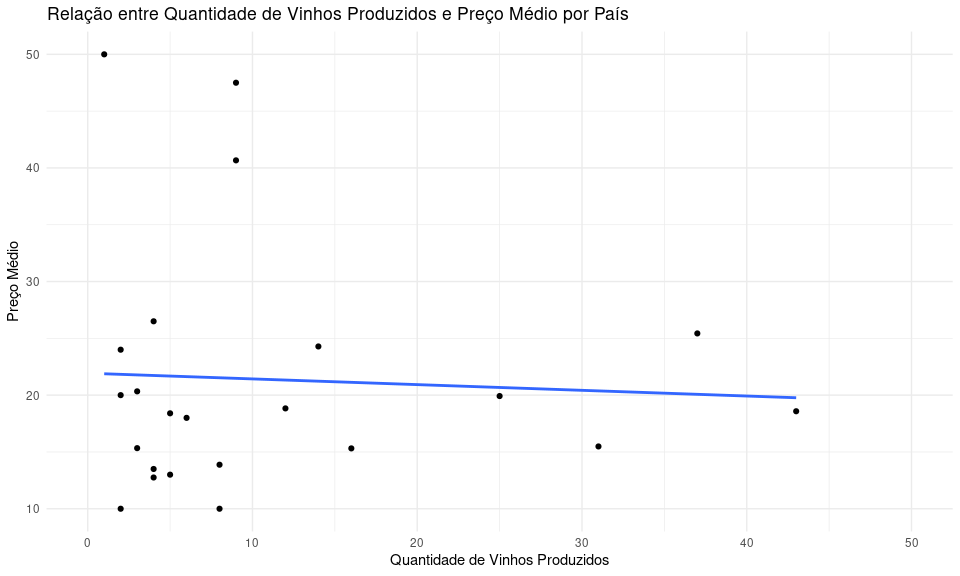 Relação entre Quantidade de Vinhos Produzidos e Preço Médio por País
50
40
30
20
10
Preço Médio
0 10 20 30 40 50
Quantidade de Vinhos Produzidos